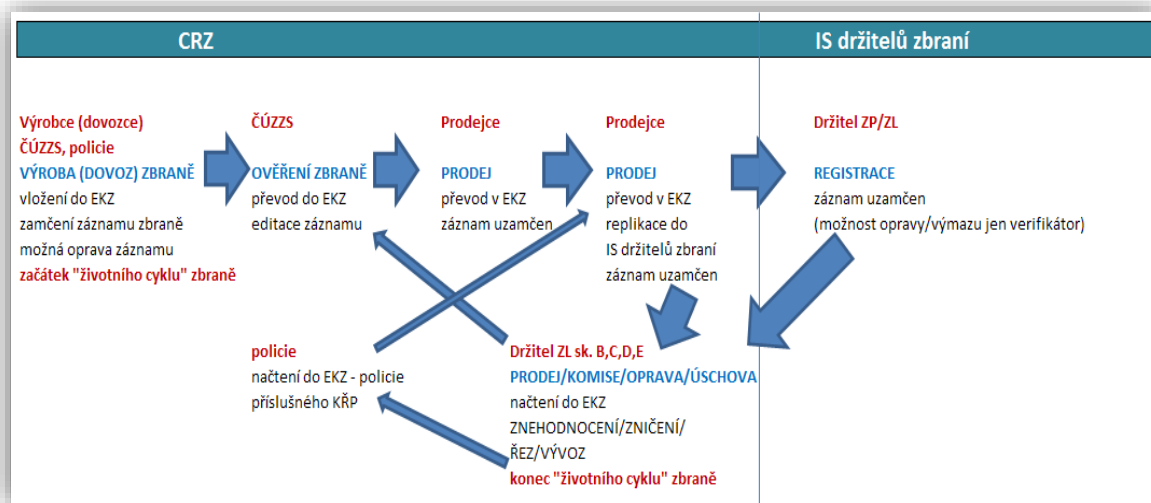 CRZ
IS držitelů zbraní
Výrobce (dovozce)
ČÚZZS, policie
VÝROBA (DOVOZ) ZBRANĚ
vložení do EKZ
zamčení záznamu zbraně
možná oprava záznamu
začátek "životního cyklu" zbraně
ČÚZZS
OVĚŘENÍ ZBRANĚ
převod do EKZ
editace záznamu
Prodejce
PRODEJ
převod v EKZ
záznam uzamčen
Prodejce
PRODEJ
převod v EKZ
replikace do
IS držitelů zbraní
záznam uzamčen
Držitel ZP/ZL
REGISTRACE
záznam uzamčen
(možnost opravy/výmazu jen verifikátor)
policie
načtení do EKZ - policie
příslušného KŘP
Držitel ZL sk. B,C,D,E
PRODEJ/KOMISE/OPRAVA/ÚSCHOVA
načtení do EKZ
ZNEHODNOCENÍ/ZNIČENÍ/
ŘEZ/VÝVOZ
konec "životního cyklu" zbraně